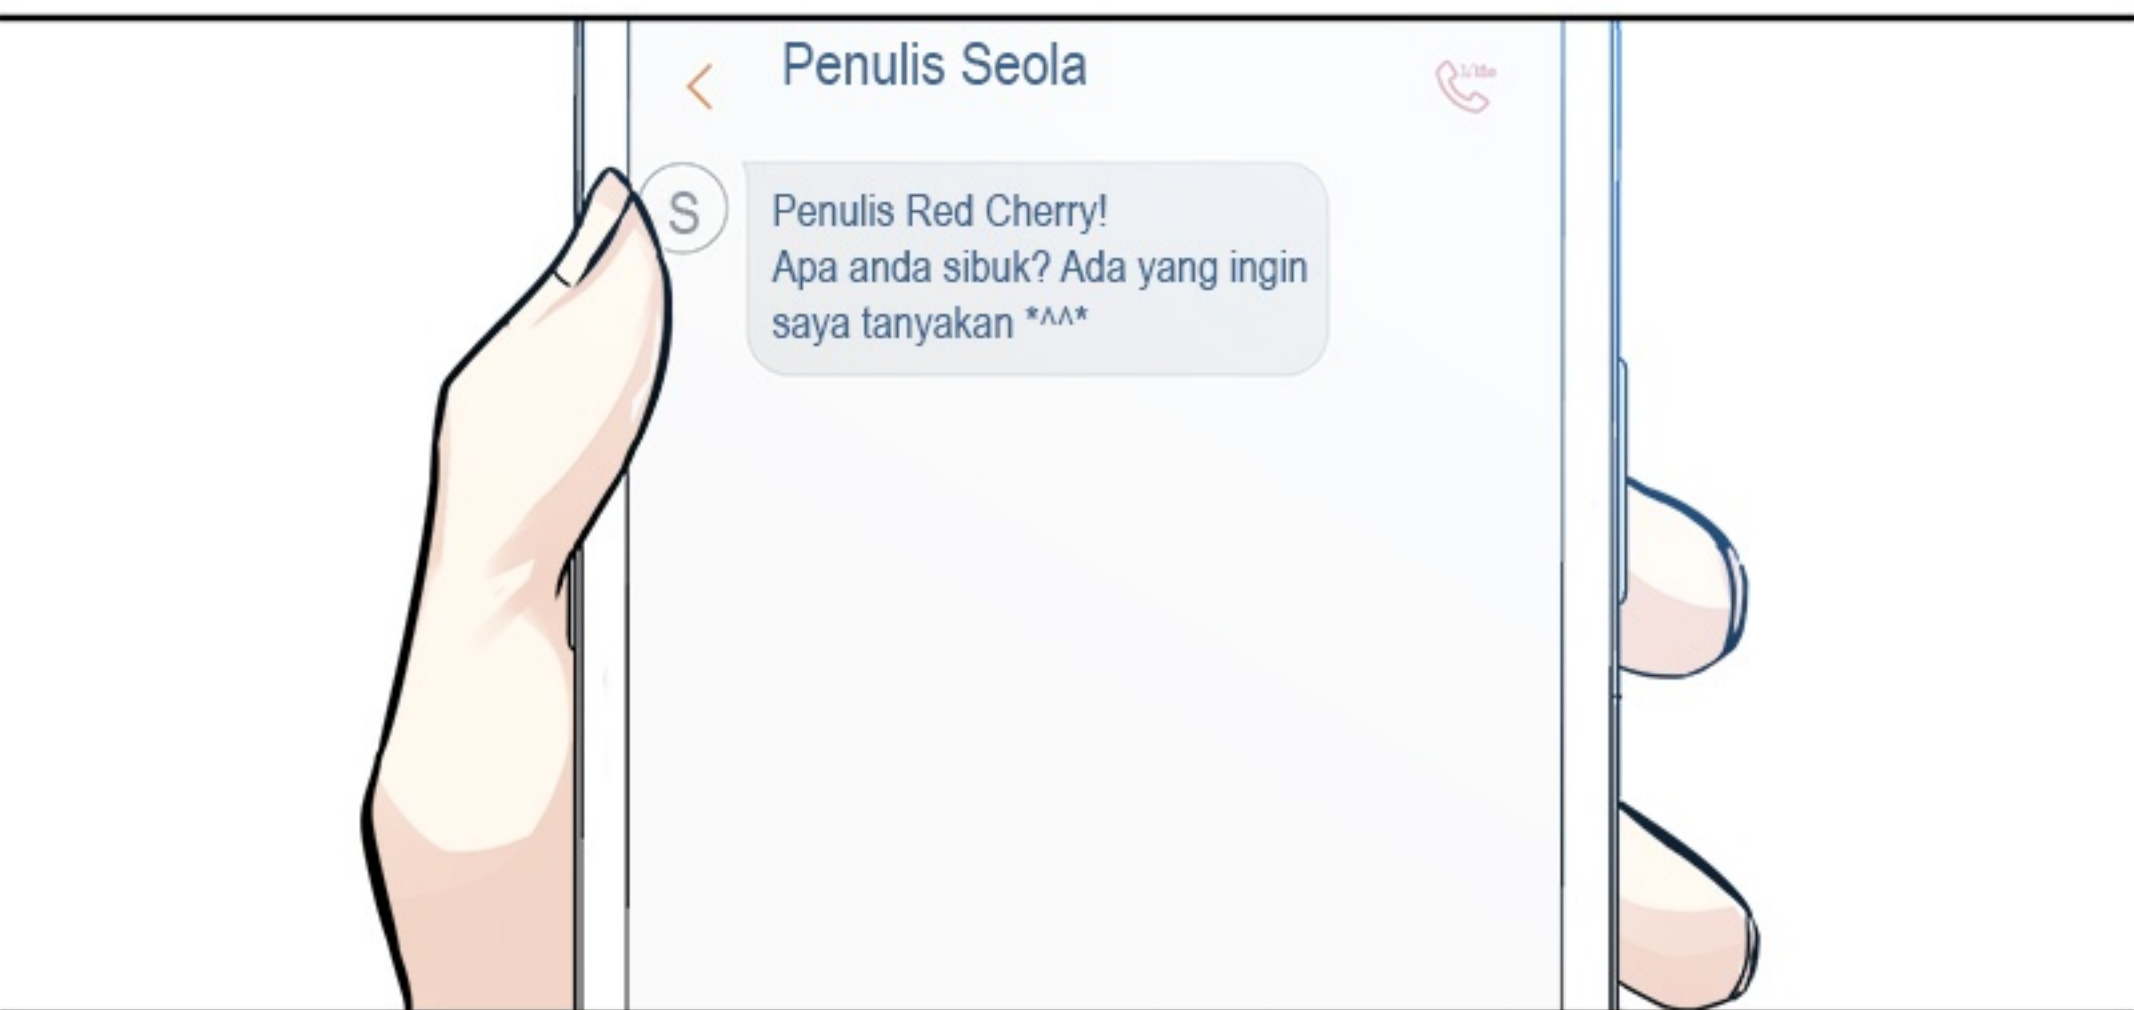 Penulis Seola
S
Penulis Red Cherry!
Apa anda sibuk? Ada yang ingin
saya tanyakan *^^*